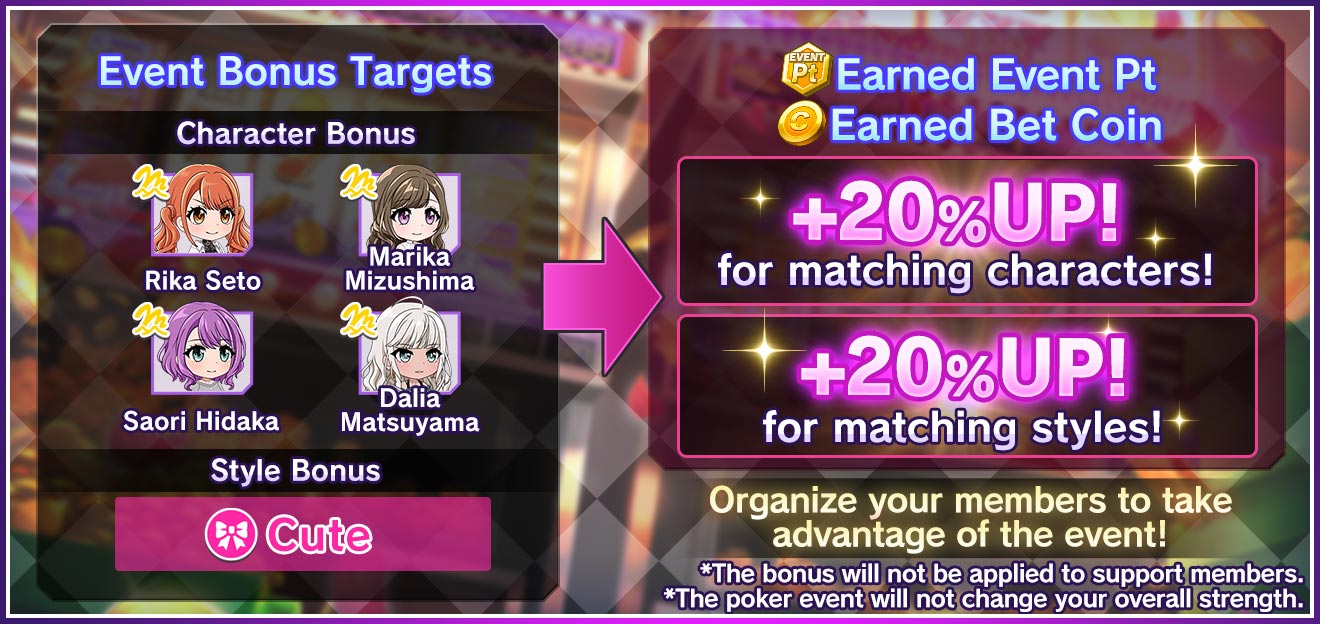 Event Bonus Targets
Character Bonus
Rika Seto
Marika
Mizushima
Saori Hidaka
Dalia
Matsuyama
Style Bonus
Cute
EVENT
Pt
Earned Event Pt
C
Earned Bet Coin
+20%UP!
for matching characters!
+20%UP!
for matching styles!
Organize your members to take
advantage of the event!
*The bonus will not be applied to support members.
*The poker event will not change your overall strength.